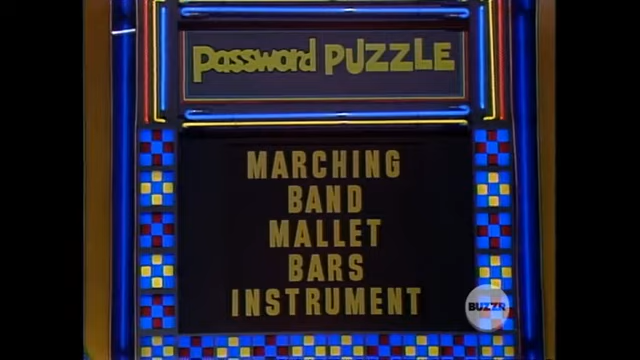 Password PUZZLE
MARCHING
BAND
MALLET
BARS
INSTRUMENT
BUZZR